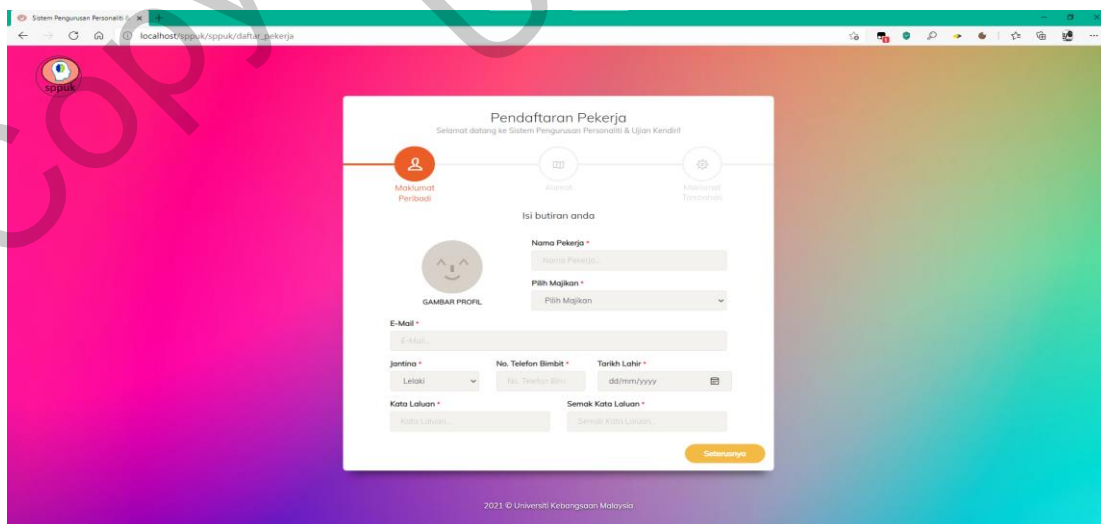 Sistem Pengurusan Personaliti &
localhost/sppuk/sppuk/daftar_pekerja
sppuk
Pendaftaran Pekerja
Selamat datang ke Sistem Pengurusan Personaliti & Ujian Kendiri!
Maklumat
Peribadi
Alamat
Maklumat
Tambahan
Isi butiran anda
Nama Pekerja *
Nama Pekerja...
Pilih Majikan *
Pilih Majikan
GAMBAR PROFIL
E-Mail *
E-Mail...
Jantina * No. Telefon Bimbit * Tarikh Lahir *
Lelaki No. Telefon Bim dd/mm/yyyy
Kata Laluan * Semak Kata Laluan *
Kata Laluan... Semak Kata Laluan...
Seterusnya
2021 © Universiti Kebangsaan Malaysia